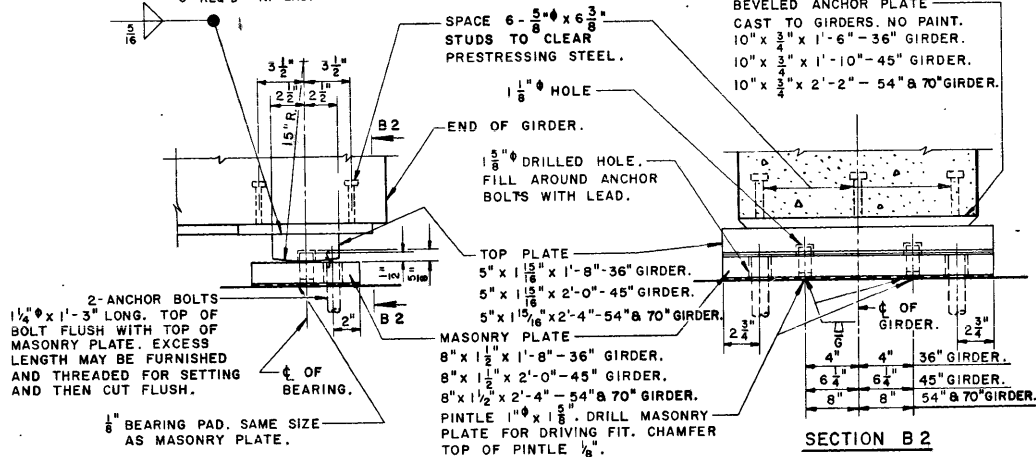 5/16
3 1/2" 3 1/2"
2 1/2" 2 1/2"
15" R.
B 2
SPACE 6 - 5/8" ϕ x 6 3/8"
STUDS TO CLEAR
PRESTRESSING STEEL.
1 1/8" ϕ HOLE
END OF GIRDER.
1 5/8" ϕ DRILLED HOLE.
FILL AROUND ANCHOR
BOLTS WITH LEAD.
BEVELED ANCHOR PLATE
CAST TO GIRDERS. NO PAINT.
10" x 3/4" x 1'-6" - 36" GIRDER.
10" x 3/4" x 1'-10" - 45" GIRDER.
10" x 3/4" x 2'-2" - 54" & 70" GIRDER.
TOP PLATE
5" x 1 15/16" x 1'-8" - 36" GIRDER.
5" x 1 15/16" x 2'-0" - 45" GIRDER.
5" x 1 15/16" x 2'-4" - 54" & 70" GIRDER.
MASONRY PLATE
8" x 1 1/2" x 1'-8" - 36" GIRDER.
8" x 1 1/2" x 2'-0" - 45" GIRDER.
8" x 1 1/2" x 2'-4" - 54" & 70" GIRDER.
PINTLE 1" ϕ x 1 5/8". DRILL MASONRY
PLATE FOR DRIVING FIT. CHAMFER
TOP OF PINTLE 1/8".
2-ANCHOR BOLTS
1 1/4" ϕ x 1'-3" LONG. TOP OF
BOLT FLUSH WITH TOP OF
MASONRY PLATE. EXCESS
LENGTH MAY BE FURNISHED
AND THREADED FOR SETTING
AND THEN CUT FLUSH.
2"
B 2
℄ OF
BEARING.
1/8" BEARING PAD. SAME SIZE
AS MASONRY PLATE.
2 3/4"
℄ OF
GIRDER.
2 3/4"
4" 4" 36" GIRDER.
6 1/4" 6 1/4" 45" GIRDER.
8" 8" 54" & 70" GIRDER.
SECTION B 2